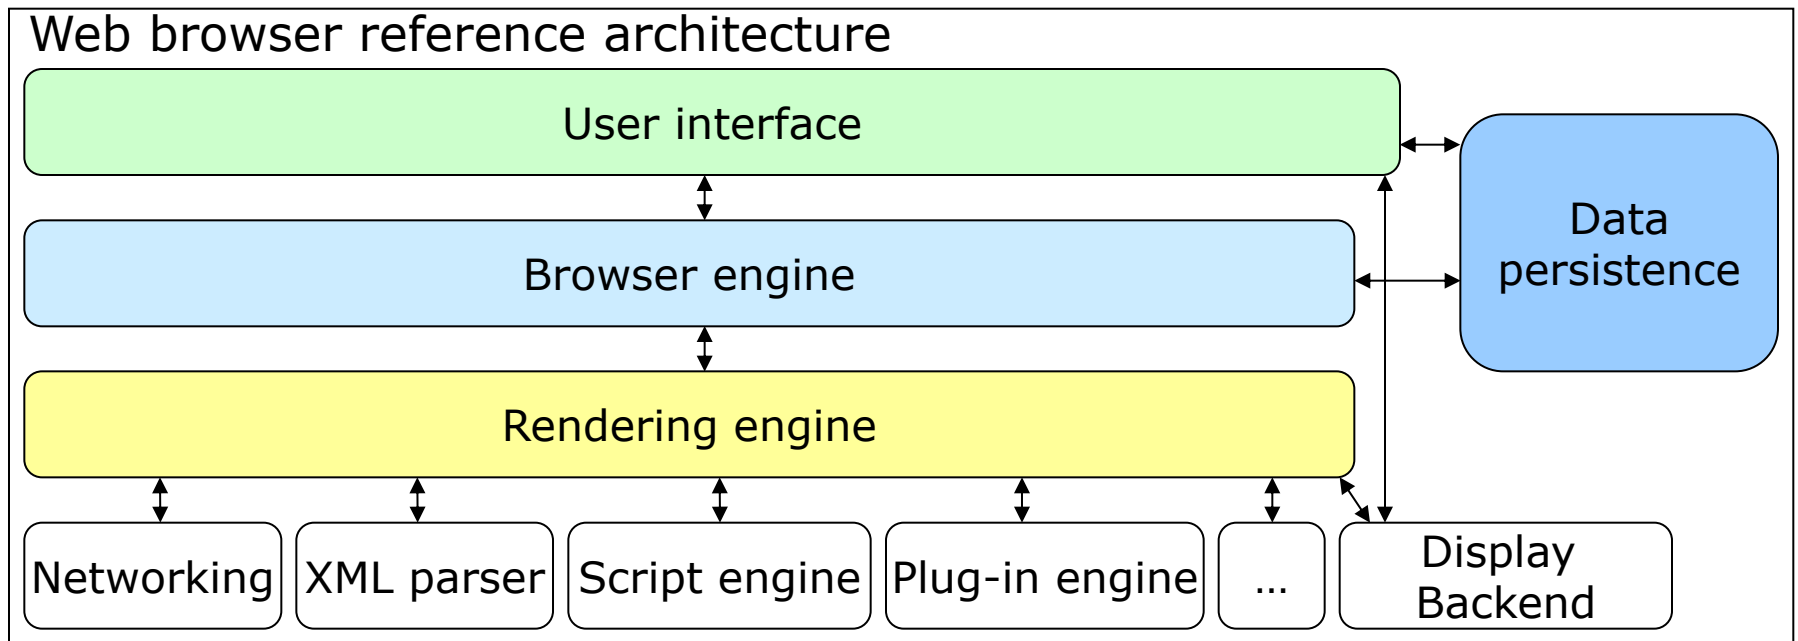 Web browser reference architecture
User interface
Data
persistence
Browser engine
Rendering engine
Networking
XML parser
Script engine
Plug-in engine
...
Display
Backend